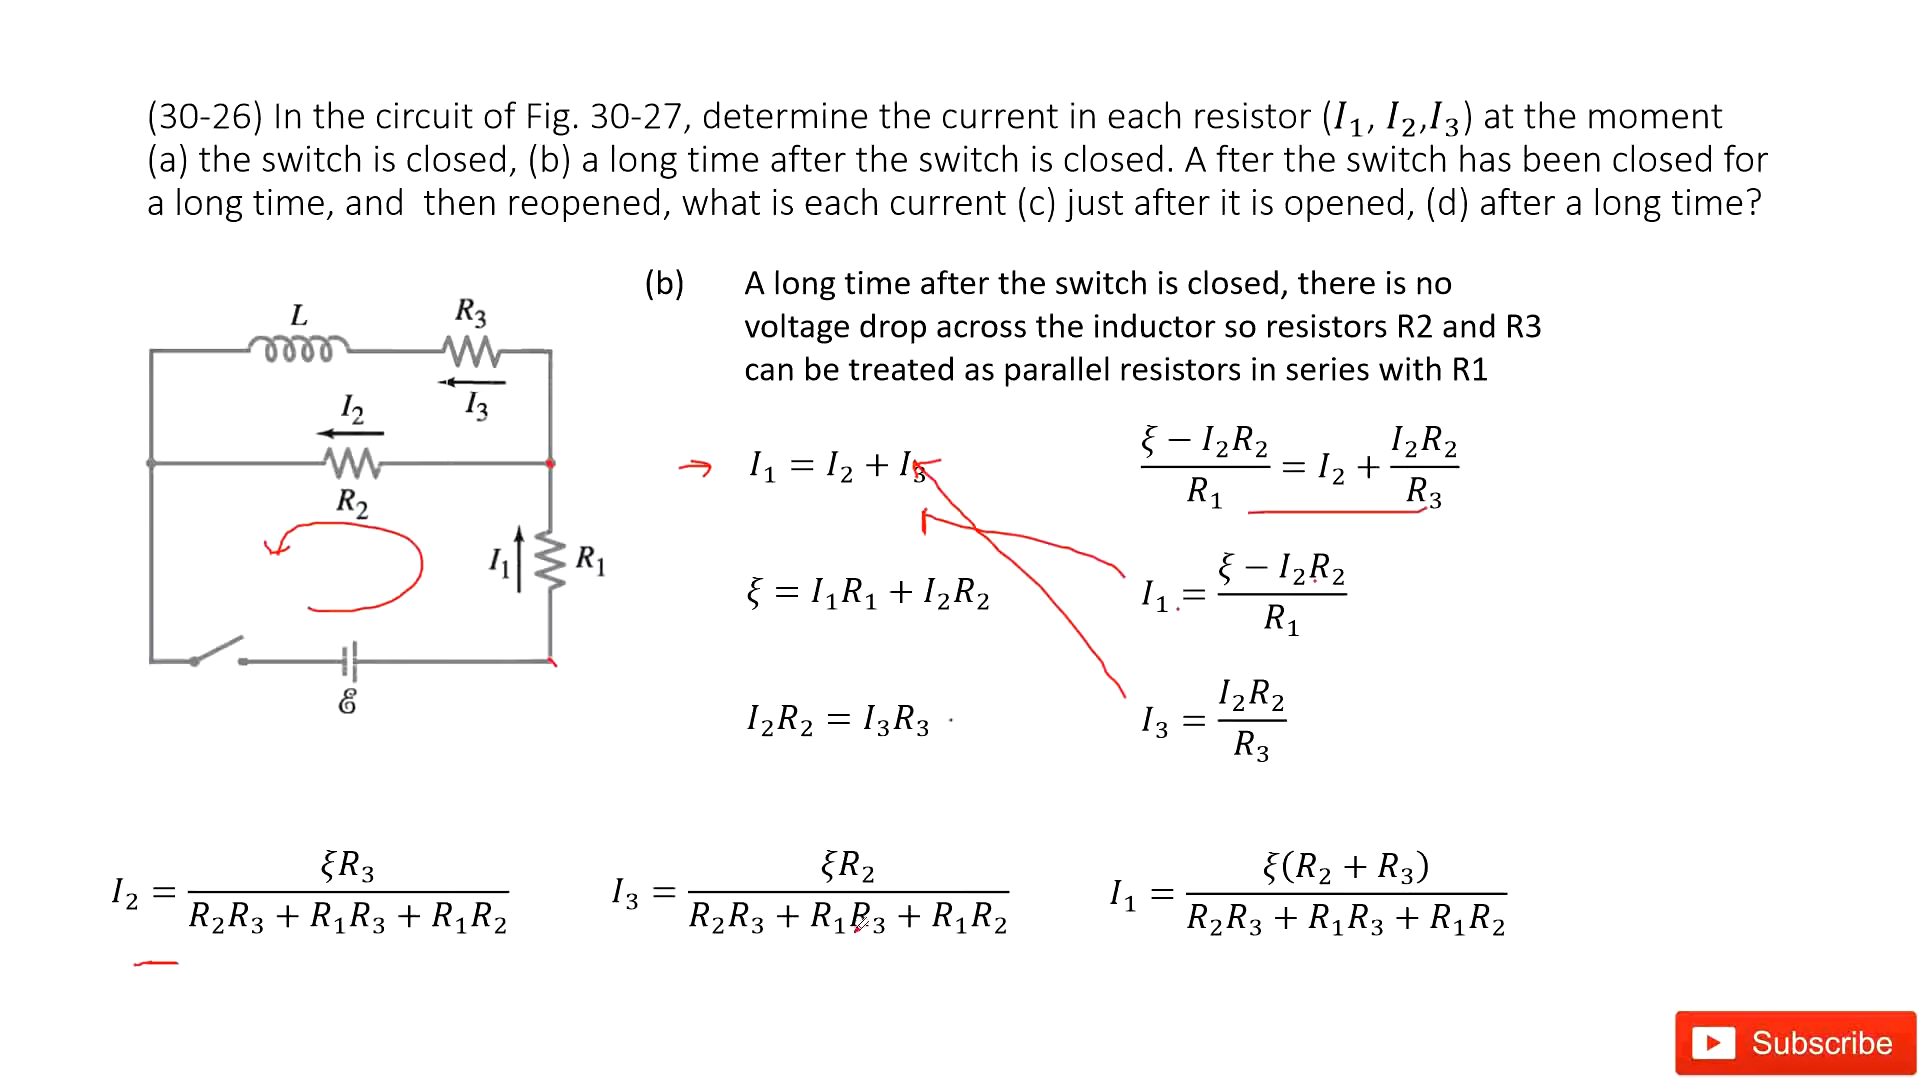 (30-26) In the circuit of Fig. 30-27, determine the current in each resistor (I₁, I₂,I₃) at the moment
(a) the switch is closed, (b) a long time after the switch is closed. A fter the switch has been closed for
a long time, and  then reopened, what is each current (c) just after it is opened, (d) after a long time?
(b) A long time after the switch is closed, there is no
voltage drop across the inductor so resistors R2 and R3
can be treated as parallel resistors in series with R1
L
R₃
I₃
I₂
R₂
I₁
R₁
ℰ
I₁ = I₂ + I₃
(ξ − I₂R₂)/R₁ = I₂ + I₂R₂/R₃
ξ = I₁R₁ + I₂R₂
I₁ = (ξ − I₂R₂)/R₁
I₂R₂ = I₃R₃
I₃ = I₂R₂/R₃
I₂ = ξR₃/(R₂R₃ + R₁R₃ + R₁R₂)
I₃ = ξR₂/(R₂R₃ + R₁R₃ + R₁R₂)
I₁ = ξ(R₂ + R₃)/(R₂R₃ + R₁R₃ + R₁R₂)
Subscribe